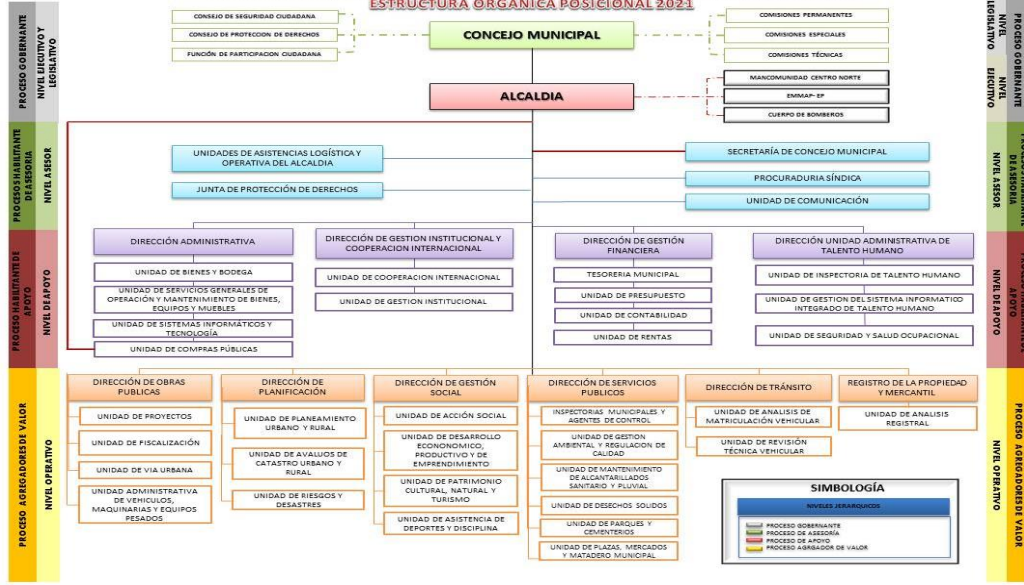 ESTRUCTURA ORGÁNICA POSICIONAL 2021
CONSEJO DE SEGURIDAD CIUDADANA
CONSEJO DE PROTECCION DE DERECHOS
FUNCIÓN DE PARTICIPACION CIUDADANA
CONCEJO MUNICIPAL
COMISIONES PERMANENTES
COMISIONES ESPECIALES
COMISIONES TÉCNICAS
ALCALDIA
MANCOMUNIDAD CENTRO NORTE
EMMAP- EP
CUERPO DE BOMBEROS
PROCESO GOBERNANTE
NIVEL EJECUTIVO Y
LEGISLATIVO
NIVEL
LEGISLATIVO
NIVEL
EJECUTIVO
PROCESO GOBERNANTE
UNIDADES DE ASISTENCIAS LOGÍSTICA Y
OPERATIVA DEL ALCALDIA
JUNTA DE PROTECCIÓN DE DERECHOS
SECRETARÍA DE CONCEJO MUNICIPAL
PROCURADURIA SÍNDICA
UNIDAD DE COMUNICACIÓN
PROCESOS HABILITANTE
DE ASESORIA
NIVEL ASESOR
NIVEL ASESOR
DE ASESORIA
DIRECCIÓN ADMINISTRATIVA
UNIDAD DE BIENES Y BODEGA
UNIDAD DE SERVICIOS GENERALES DE
OPERACIÓN Y MANTENIMIENTO DE BIENES,
EQUIPOS Y MUEBLES
UNIDAD DE SISTEMAS INFORMÁTICOS Y
TECNOLOGÍA
UNIDAD DE COMPRAS PÚBLICAS
DIRECCIÓN DE GESTION INSTITUCIONAL Y
COOPERACION INTERNACIONAL
UNIDAD DE COOPERACION INTERNACIONAL
UNIDAD DE GESTION INSTITUCIONAL
DIRECCIÓN DE GESTIÓN
FINANCIERA
TESORERIA MUNICIPAL
UNIDAD DE PRESUPUESTO
UNIDAD DE CONTABILIDAD
UNIDAD DE RENTAS
DIRECCIÓN UNIDAD ADMINISTRATIVA DE
TALENTO HUMANO
UNIDAD DE INSPECTORIA DE TALENTO HUMANO
UNIDAD DE GESTION DEL SISTEMA INFORMATICO
INTEGRADO DE TALENTO HUMANO
UNIDAD DE SEGURIDAD Y SALUD OCUPACIONAL
PROCESO HABILITANTE DE
APOYO
NIVEL DE APOYO
NIVEL DE APOYO
APOYO
DIRECCIÓN DE OBRAS
PUBLICAS
UNIDAD DE PROYECTOS
UNIDAD DE FISCALIZACIÓN
UNIDAD DE VIA URBANA
UNIDAD ADMINISTRATIVA
DE VEHICULOS,
MAQUINARIAS Y EQUIPOS
PESADOS
DIRECCIÓN DE
PLANIFICACIÓN
UNIDAD DE PLANEAMIENTO
URBANO Y RURAL
UNIDAD DE AVALUOS DE
CATASTRO URBANO Y
RURAL
UNIDAD DE RIESGOS Y
DESASTRES
DIRECCIÓN DE GESTIÓN
SOCIAL
UNIDAD DE ACCIÓN SOCIAL
UNIDAD DE DESARROLLO
ECONONOMICO,
PRODUCTIVO Y DE
EMPRENDIMIENTO
UNIDAD DE PATRIMONIO
CULTURAL, NATURAL Y
TURISMO
UNIDAD DE ASISTENCIA DE
DEPORTES Y DISCIPLINA
DIRECCIÓN DE SERVICIOS
PUBLICOS
INSPECTORIAS MUNICIPALES Y
AGENTES DE CONTROL
UNIDAD DE GESTION
AMBIENTAL Y REGULACION DE
CALIDAD
UNIDAD DE MANTENIMIENTO
DE ALCANTARILLADOS
SANITARIO Y PLUVIAL
UNIDAD DE DESECHOS SOLIDOS
UNIDAD DE PARQUES Y
CEMENTERIOS
UNIDAD DE PLAZAS, MERCADOS
Y MATADERO MUNICIPAL
DIRECCIÓN DE TRÁNSITO
UNIDAD DE ANALISIS DE
MATRICULACIÓN VEHICULAR
UNIDAD DE REVISIÓN
TÉCNICA VEHICULAR
REGISTRO DE LA PROPIEDAD
Y MERCANTIL
UNIDAD DE ANALISIS
REGISTRAL
PROCESO AGREGADORES DE VALOR
NIVEL OPERATIVO
NIVEL OPERATIVO
PROCESO AGREGADORES DE VALOR
SIMBOLOGÍA
NIVELES JERARQUICOS
PROCESO GOBERNANTE
PROCESO DE ASESORÍA
PROCESO DE APOYO
PROCESO AGRGADOR DE VALOR